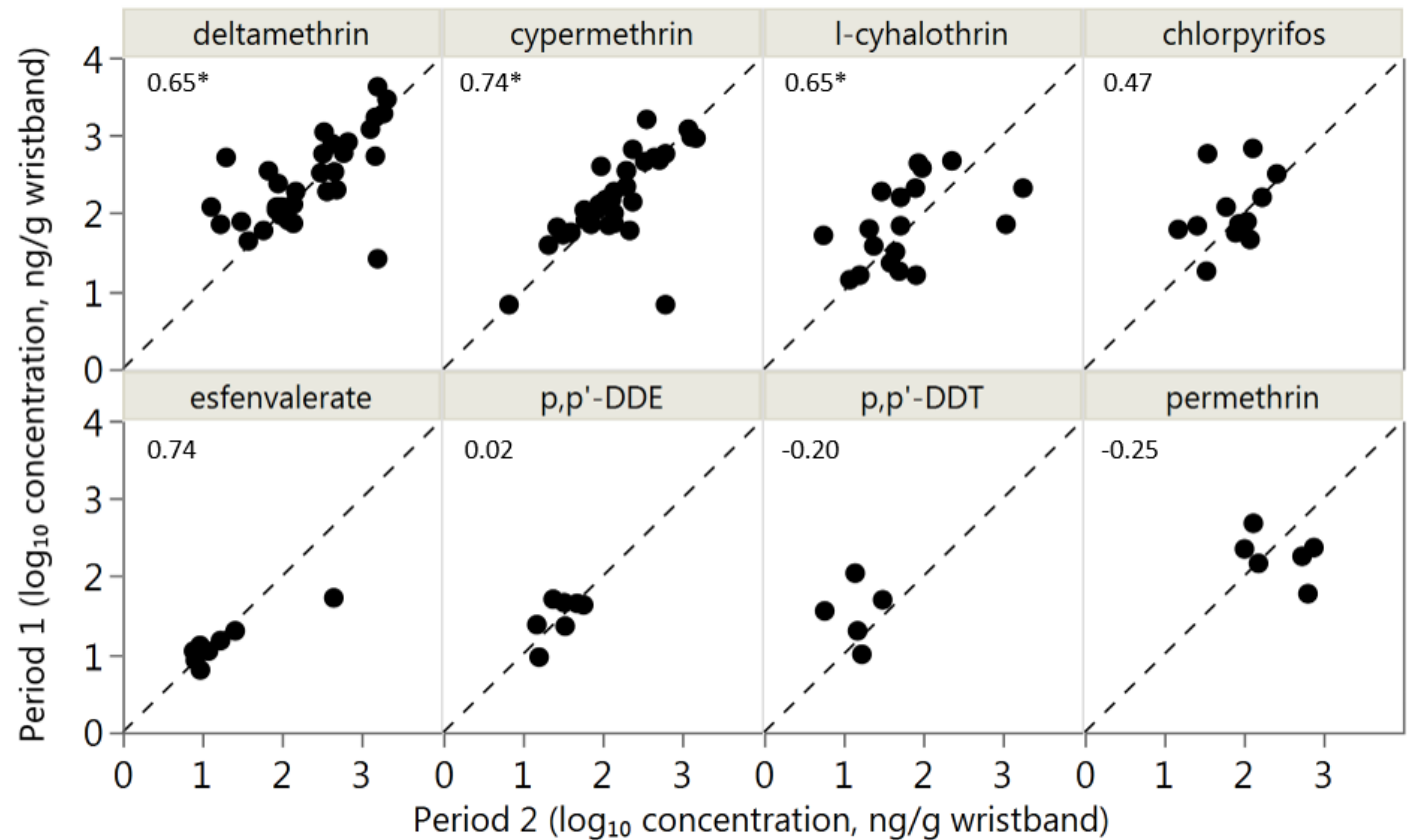 deltamethrin cypermethrin l-cyhalothrin chlorpyrifos
0.65* 0.74* 0.65* 0.47
4
3
2
1
0
esfenvalerate p,p'-DDE p,p'-DDT permethrin
0.74 0.02 -0.20 -0.25
4
3
2
1
0
0 1 2 3 0 1 2 3 0 1 2 3 0 1 2 3
Period 2 (log₁₀ concentration, ng/g wristband)
Period 1 (log₁₀ concentration, ng/g wristband)